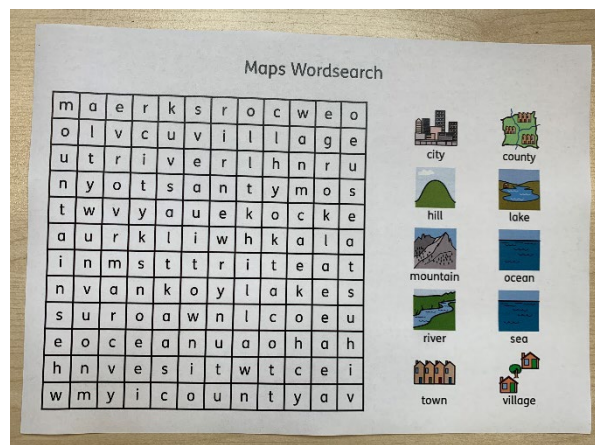 Maps Wordsearch
m a e r k s r o c w e o
o l v c u v i l l a g e
u t r i v e r l h n r u
n y o t s a n t y m o s
t w v y a u e k o c k e
a u r k l i w h k a l a
i n m s t t r i t e a t
n v a n k o y l a k e s
s u r o a w n l c o e u
e o c e a n u a o h a h
h n v e s i t w t c e i
w m y i c o u n t y a v
city county
hill lake
mountain ocean
river sea
town village